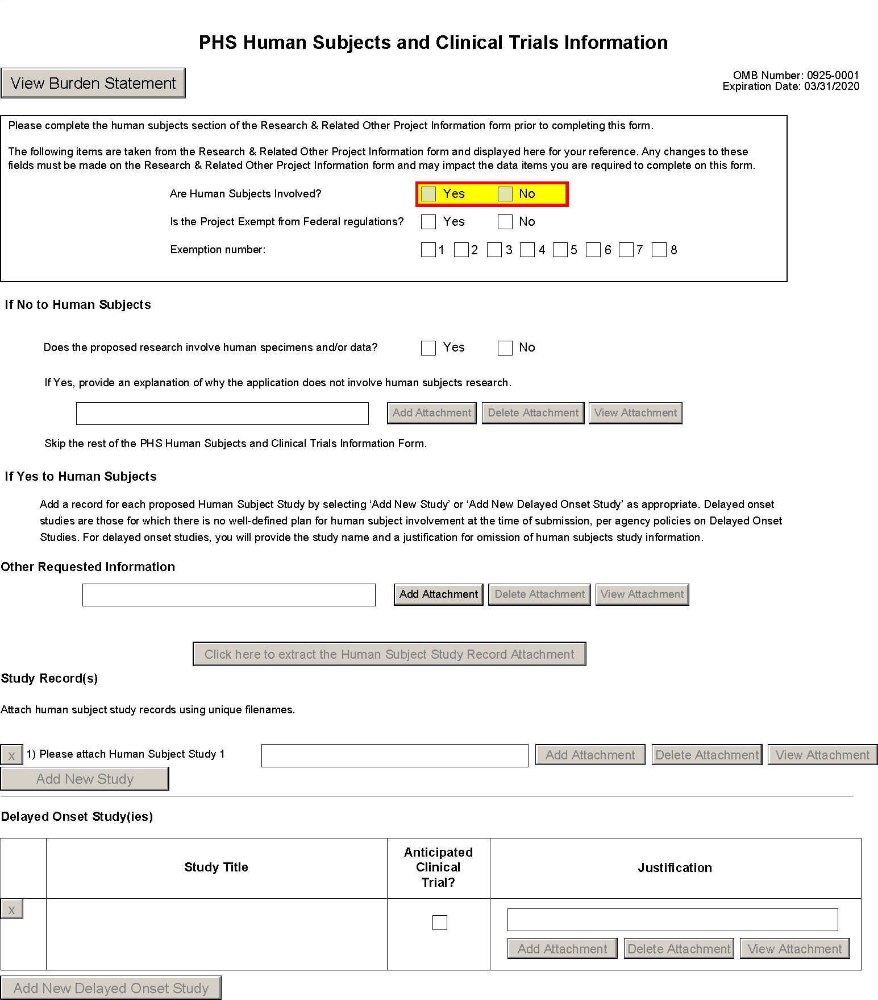 PHS Human Subjects and Clinical Trials Information
View Burden Statement
OMB Number: 0925-0001
Expiration Date: 03/31/2020
Please complete the human subjects section of the Research & Related Other Project Information form prior to completing this form.
The following items are taken from the Research & Related Other Project Information form and displayed here for your reference. Any changes to these
fields must be made on the Research & Related Other Project Information form and may impact the data items you are required to complete on this form.
Are Human Subjects Involved? Yes No
Is the Project Exempt from Federal regulations? Yes No
Exemption number: 1 2 3 4 5 6 7 8
If No to Human Subjects
Does the proposed research involve human specimens and/or data? Yes No
If Yes, provide an explanation of why the application does not involve human subjects research.
Add Attachment Delete Attachment View Attachment
Skip the rest of the PHS Human Subjects and Clinical Trials Information Form.
If Yes to Human Subjects
Add a record for each proposed Human Subject Study by selecting ‘Add New Study’ or ‘Add New Delayed Onset Study’ as appropriate. Delayed onset
studies are those for which there is no well-defined plan for human subject involvement at the time of submission, per agency policies on Delayed Onset
Studies. For delayed onset studies, you will provide the study name and a justification for omission of human subjects study information.
Other Requested Information
Add Attachment Delete Attachment View Attachment
Click here to extract the Human Subject Study Record Attachment
Study Record(s)
Attach human subject study records using unique filenames.
x 1) Please attach Human Subject Study 1 Add Attachment Delete Attachment View Attachment
Add New Study
Delayed Onset Study(ies)
Study Title
Anticipated
Clinical
Trial?
Justification
x
Add Attachment Delete Attachment View Attachment
Add New Delayed Onset Study